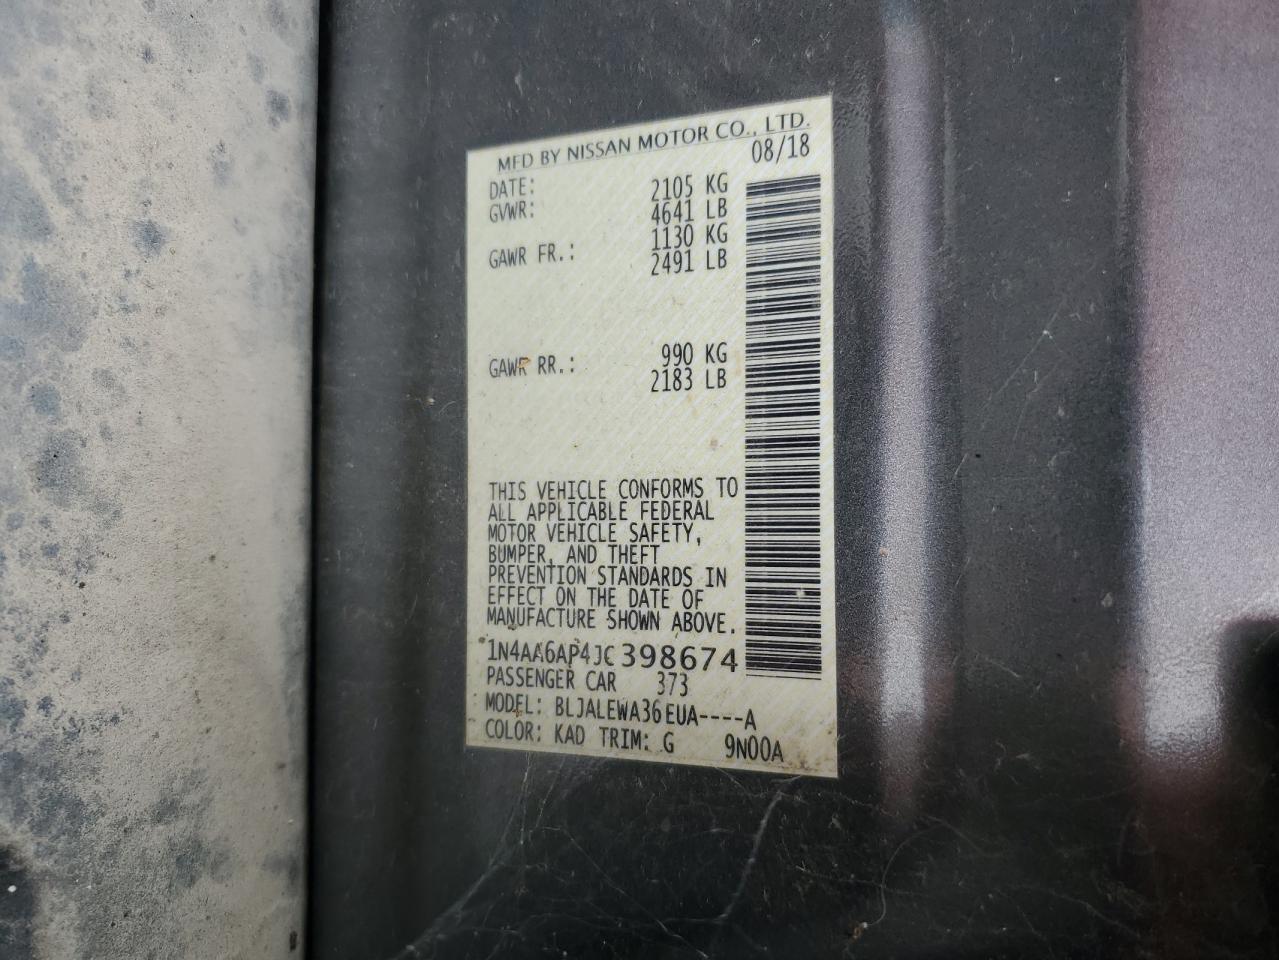 MFD BY NISSAN MOTOR CO., LTD.
DATE: 08/18
GVWR: 2105 KG
4641 LB
GAWR FR.: 1130 KG
2491 LB
GAWR RR.: 990 KG
2183 LB
THIS VEHICLE CONFORMS TO
ALL APPLICABLE FEDERAL
MOTOR VEHICLE SAFETY,
BUMPER, AND THEFT
PREVENTION STANDARDS IN
EFFECT ON THE DATE OF
MANUFACTURE SHOWN ABOVE.
1N4AA6AP4JC398674
PASSENGER CAR 373
MODEL: BLJALEWA36EUA----A
COLOR: KAD TRIM: G 9N00A